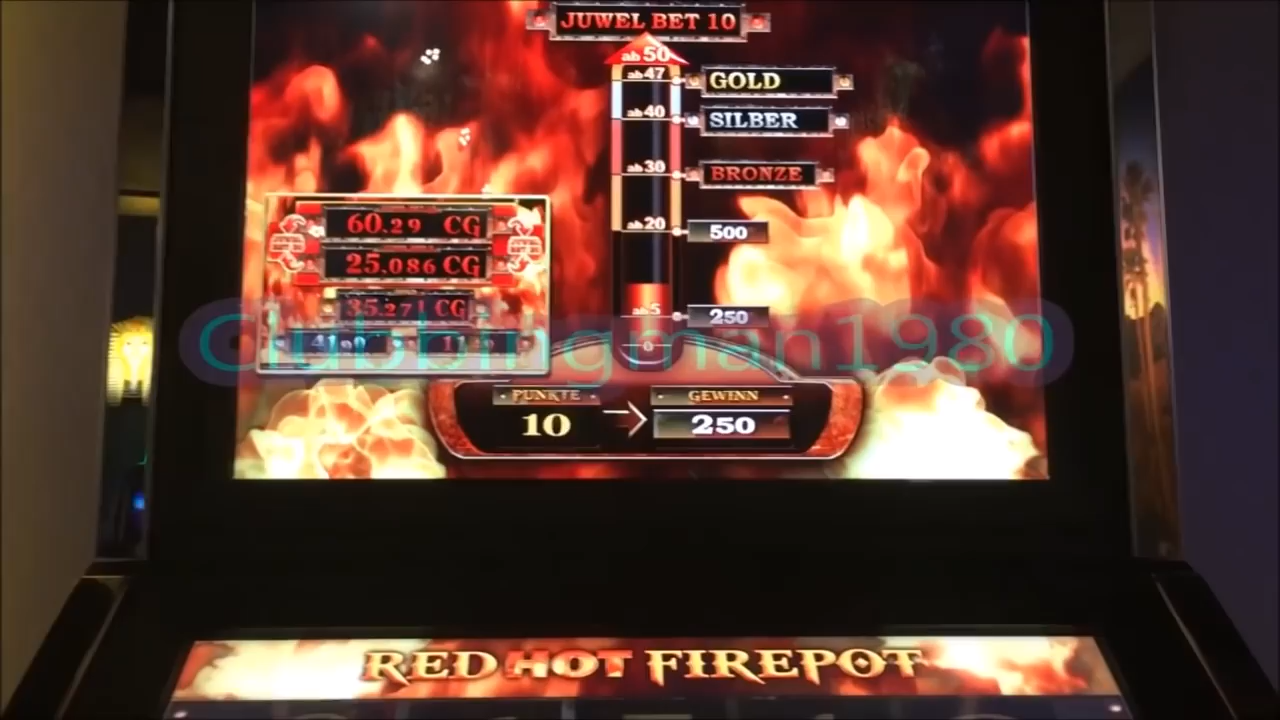 JUWEL BET 10
ab 50
ab 47
GOLD
ab 40
SILBER
ab 30
BRONZE
ab 20
500
60.29 CG
25.086 CG
35.271 CG
ab 5
250
0
Clubbingman1980
PUNKTE
GEWINN
10
250
RED HOT FIREPOT